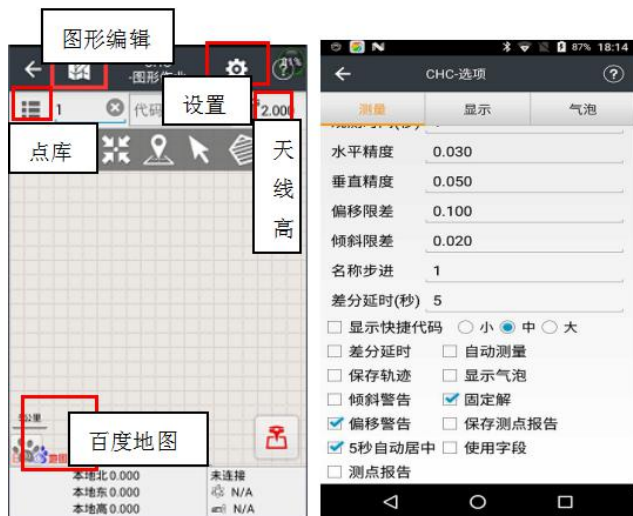 图形编辑
-图形作业
81%
1
代码
设置
2.000
点库
天
线
高
公里
百度地图
本地北 0.000
未连接
本地东 0.000
N/A
本地高 0.000
N/A
87% 18:14
CHC-选项
测量
显示
气泡
水平精度 0.030
垂直精度 0.050
偏移限差 0.100
倾斜限差 0.020
名称步进 1
差分延时(秒) 5
显示快捷代码 小 中 大
差分延时 自动测量
保存轨迹 显示气泡
倾斜警告 固定解
偏移警告 保存测点报告
5秒自动居中 使用字段
测点报告